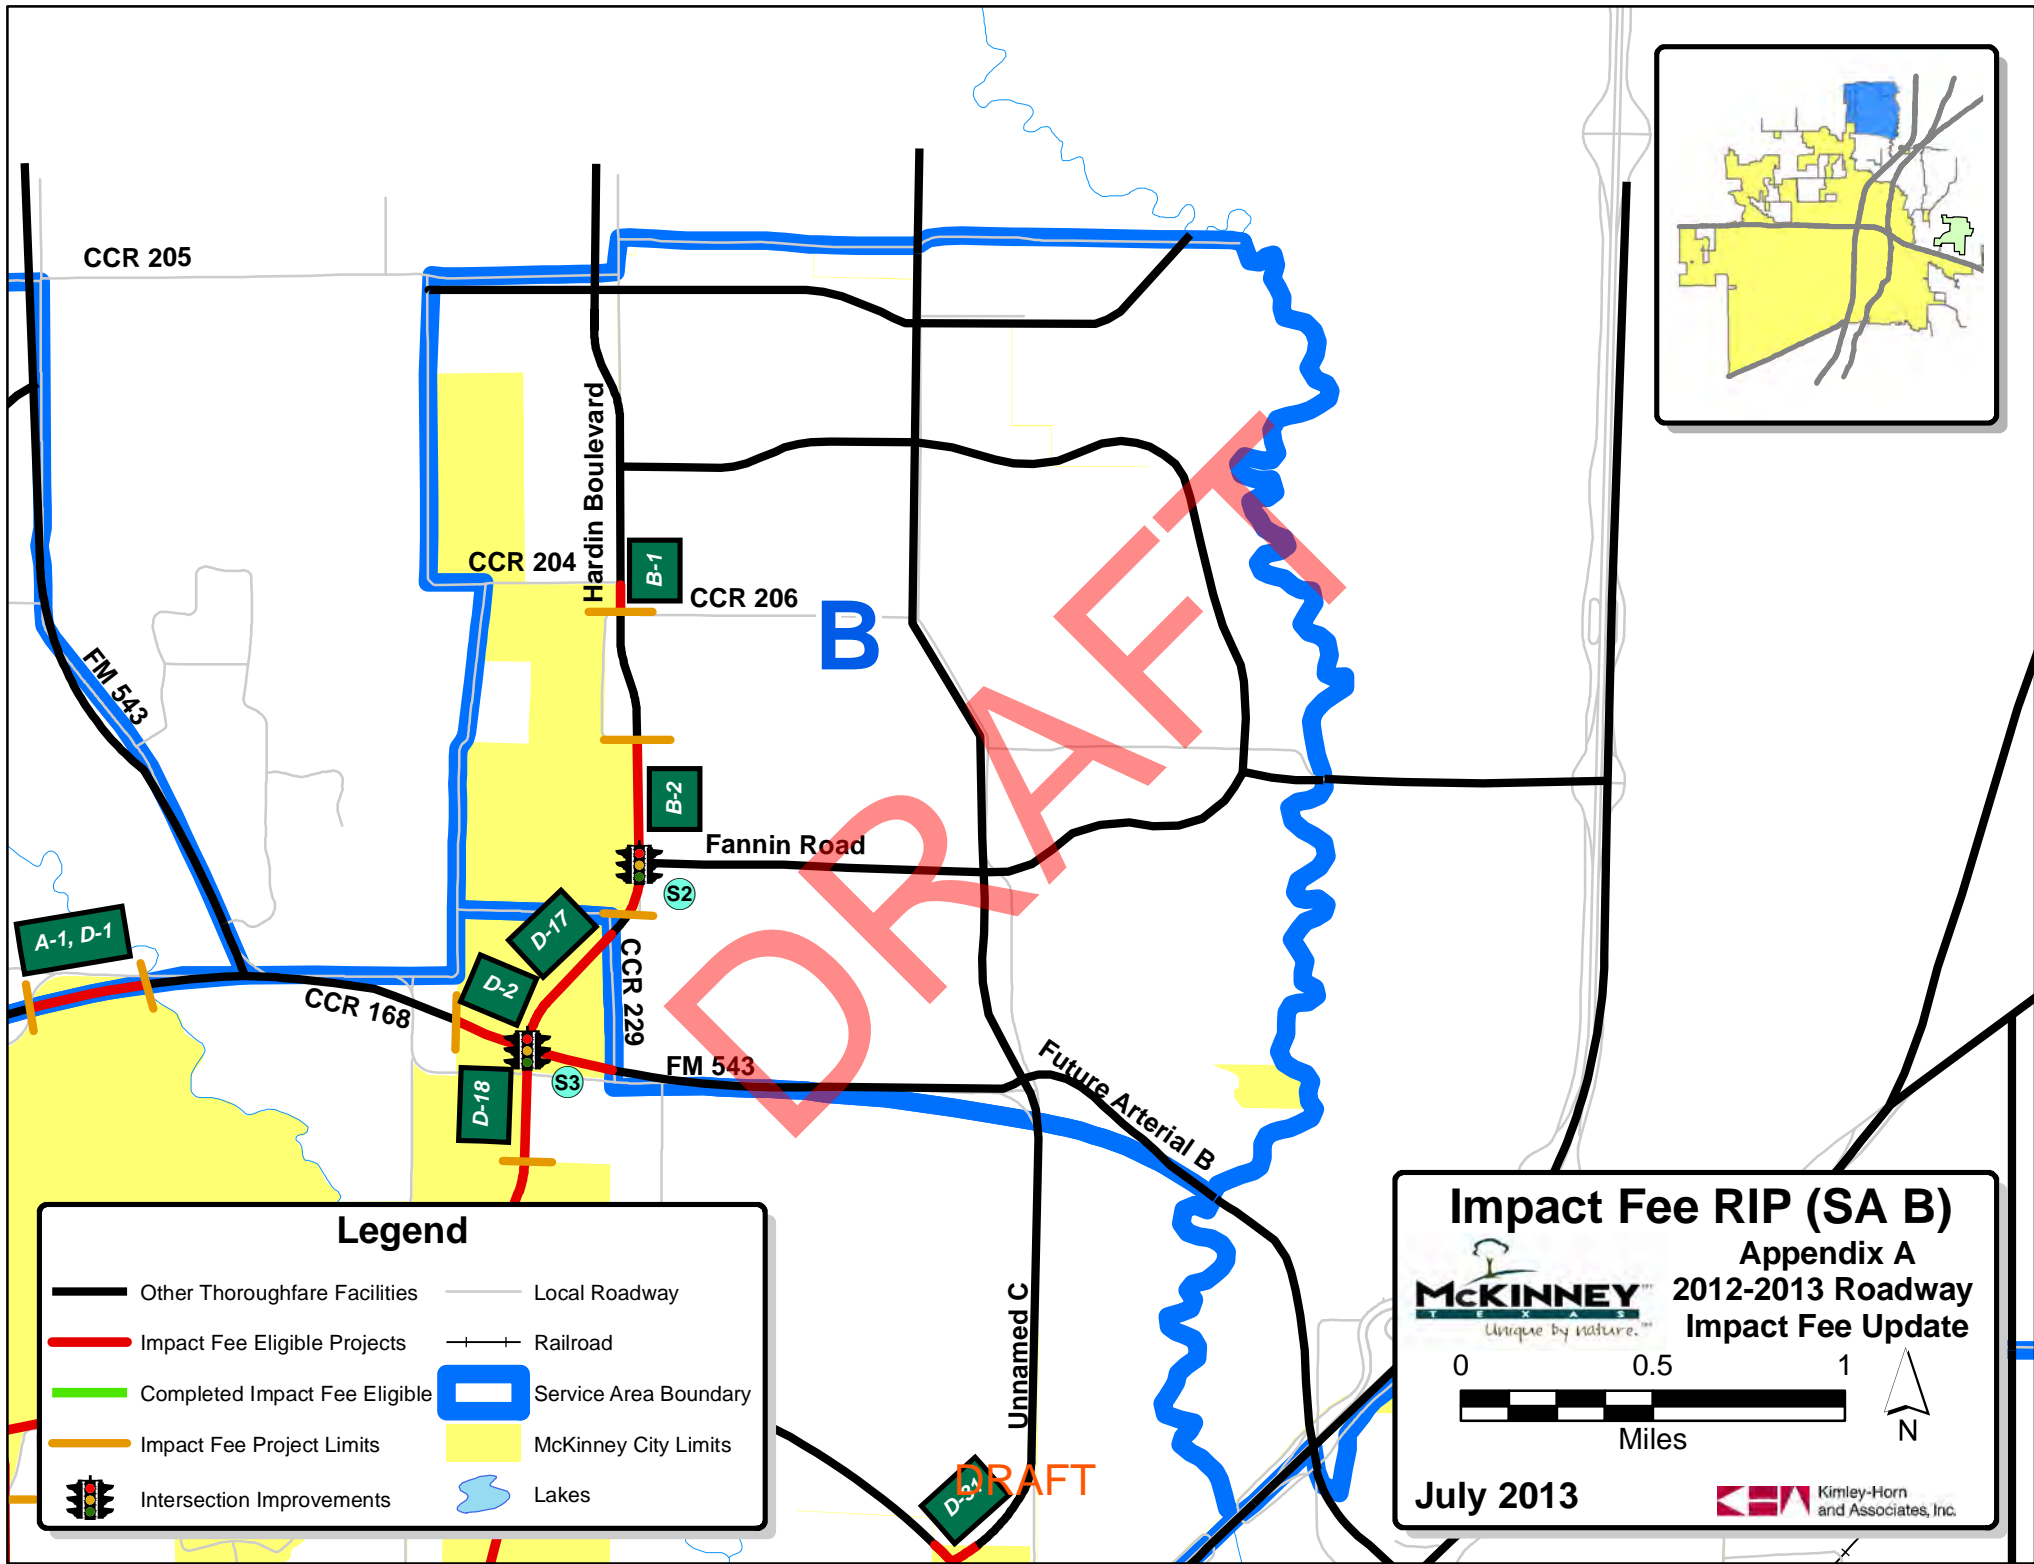 CCR 205
Hardin Boulevard
CCR 204
B-1
CCR 206
B
FM 543
B-2
Fannin Road
S2
D-17
A-1, D-1
D-2
CCR 168
CCR 229
FM 543
S3
D-18
Future Arterial B
Unnamed C
D-31
DRAFT
DRAFT
Legend
Other Thoroughfare Facilities
Impact Fee Eligible Projects
Completed Impact Fee Eligible
Impact Fee Project Limits
Intersection Improvements
Local Roadway
Railroad
Service Area Boundary
McKinney City Limits
Lakes
Impact Fee RIP (SA B)
McKINNEY
TEXAS
Unique by nature.
Appendix A
2012-2013 Roadway
Impact Fee Update
0 0.5 1
Miles
N
July 2013
Kimley-Horn
and Associates, Inc.